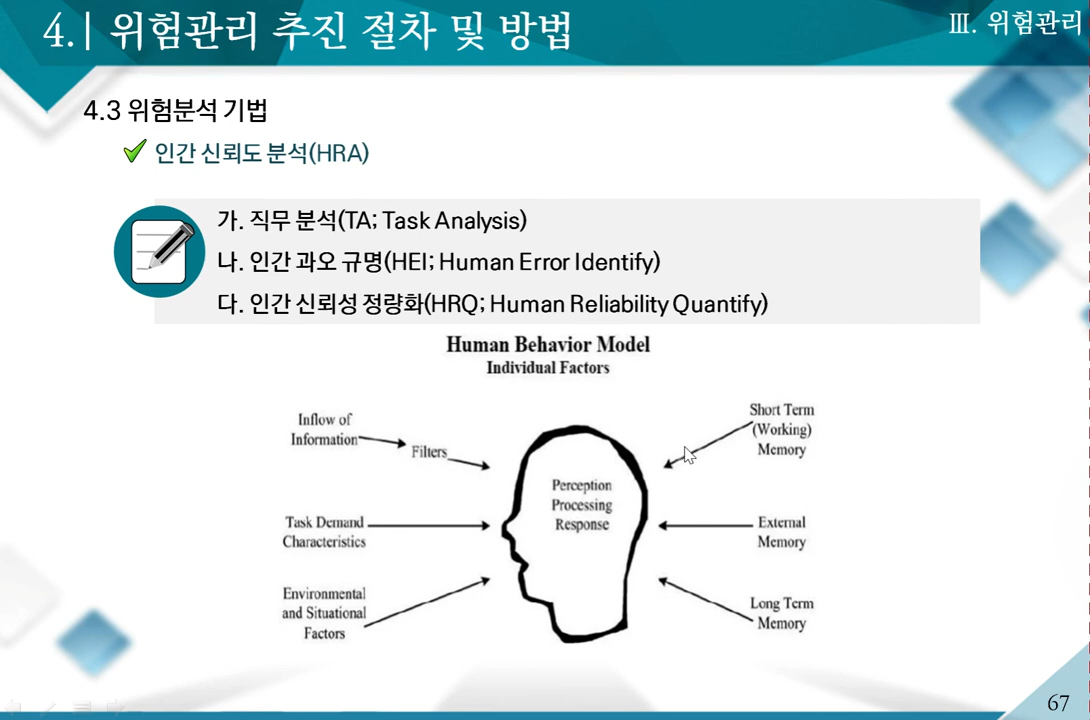 4.| 위험관리 추진 절차 및 방법
Ⅲ. 위험관리
4.3 위험분석 기법
인간 신뢰도 분석(HRA)
가. 직무 분석(TA; Task Analysis)
나. 인간 과오 규명(HEI; Human Error Identify)
다. 인간 신뢰성 정량화(HRQ; Human Reliability Quantify)
Human Behavior Model
Individual Factors
Inflow of
Information
Filters
Task Demand
Characteristics
Environmental
and Situational
Factors
Perception
Processing
Response
Short Term
(Working)
Memory
External
Memory
Long Term
Memory
67